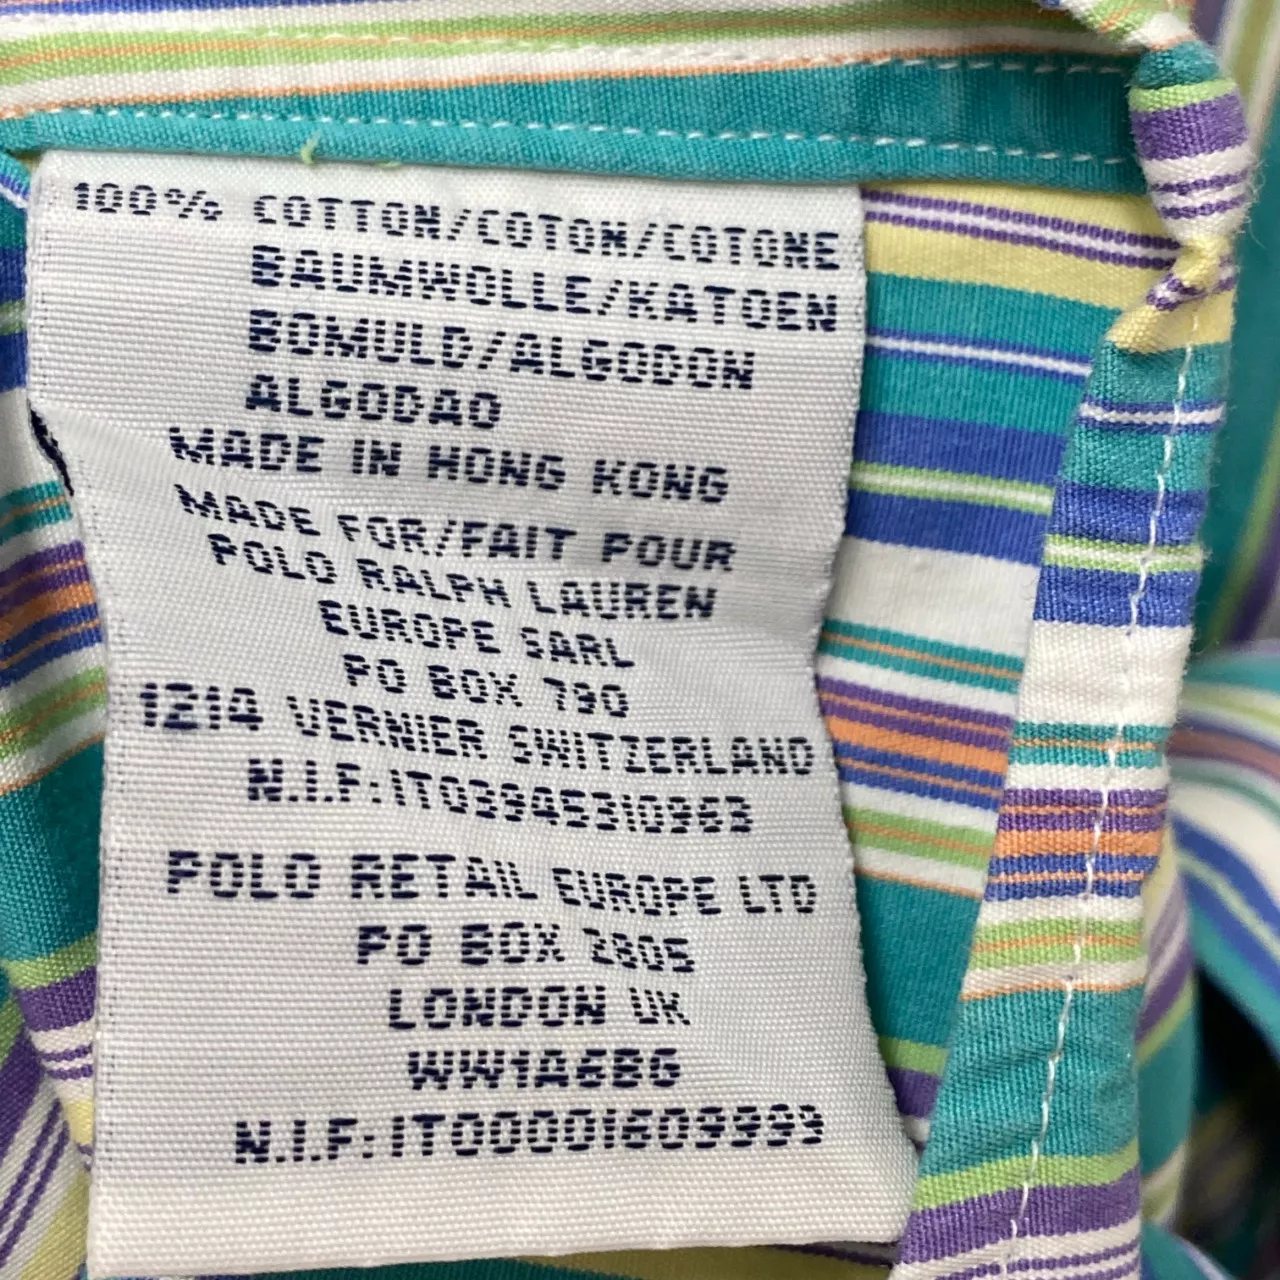 100% COTTON/COTON/COTONE
BAUMWOLLE/KATOEN
BOMULD/ALGODON
ALGODAO
MADE IN HONG KONG
MADE FOR/FAIT POUR
POLO RALPH LAUREN
EUROPE SARL
PO BOX 790
1214 VERNIER SWITZERLAND
N.I.F:IT03945310963
POLO RETAIL EUROPE LTD
PO BOX 2805
LONDON UK
WW1A6BG
N.I.F:IT00001609999